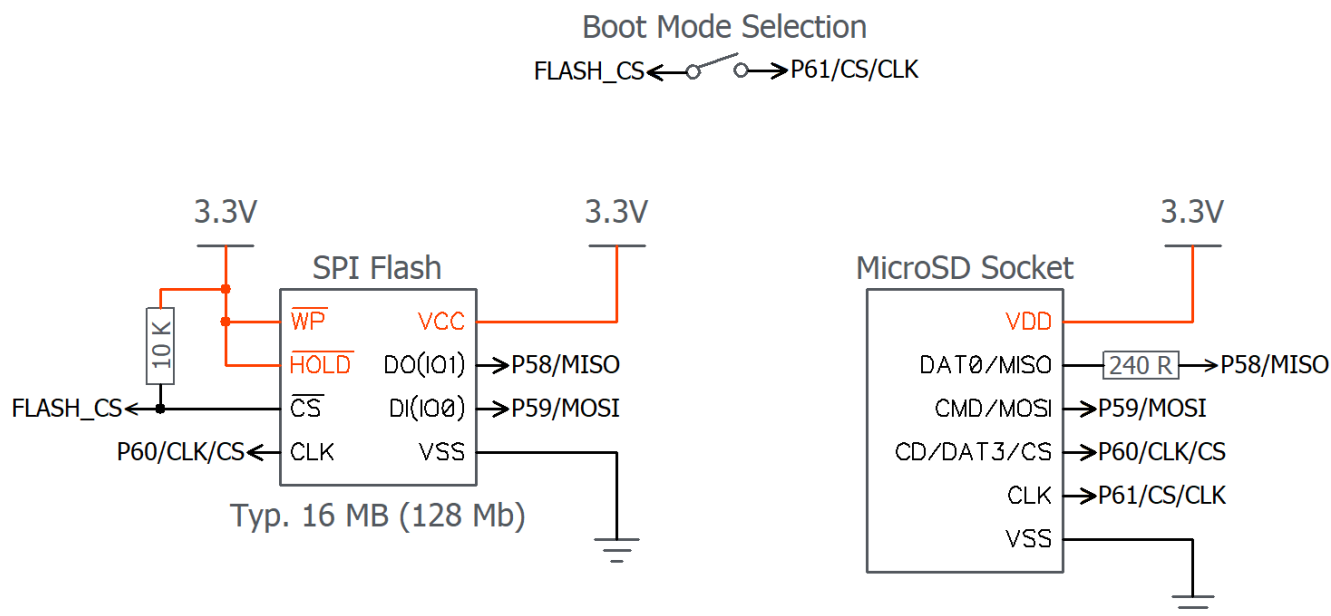 Boot Mode Selection
FLASH_CS P61/CS/CLK
3.3V 3.3V 3.3V
SPI Flash
WP VCC
10 K
HOLD DO(IO1) P58/MISO
FLASH_CS CS DI(IO0) P59/MOSI
P60/CLK/CS CLK VSS
Typ. 16 MB (128 Mb)
MicroSD Socket
VDD
DAT0/MISO 240 R P58/MISO
CMD/MOSI P59/MOSI
CD/DAT3/CS P60/CLK/CS
CLK P61/CS/CLK
VSS